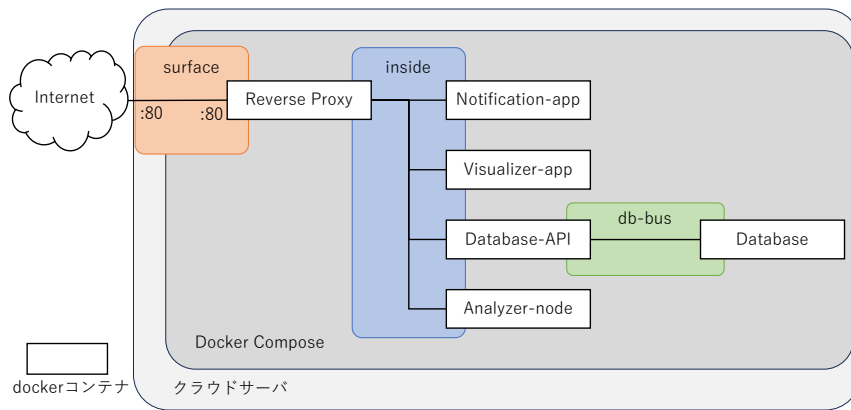 surface
inside
Internet
:80
:80
Reverse Proxy
Notification-app
Visualizer-app
db-bus
Database-API
Database
Analyzer-node
Docker Compose
dockerコンテナ
クラウドサーバ